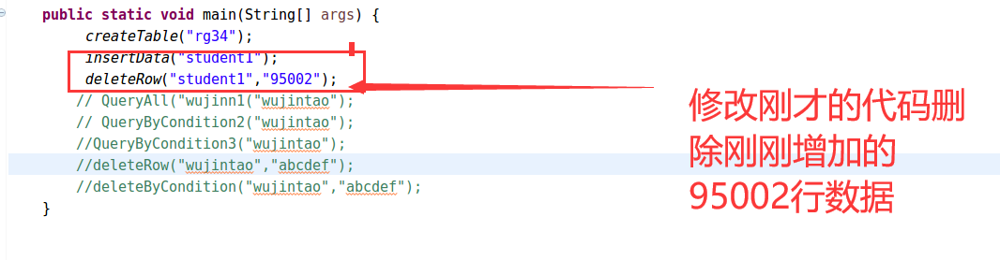 public static void main(String[] args) {
createTable("rg34");
insertData("student1");
deleteRow("student1","95002");
// QueryAll("wujinn1("wujintao");
// QueryByCondition2("wujintao");
//QueryByCondition3("wujintao");
//deleteRow("wujintao","abcdef");
//deleteByCondition("wujintao","abcdef");
}
修改刚才的代码删
除刚刚增加的
95002行数据